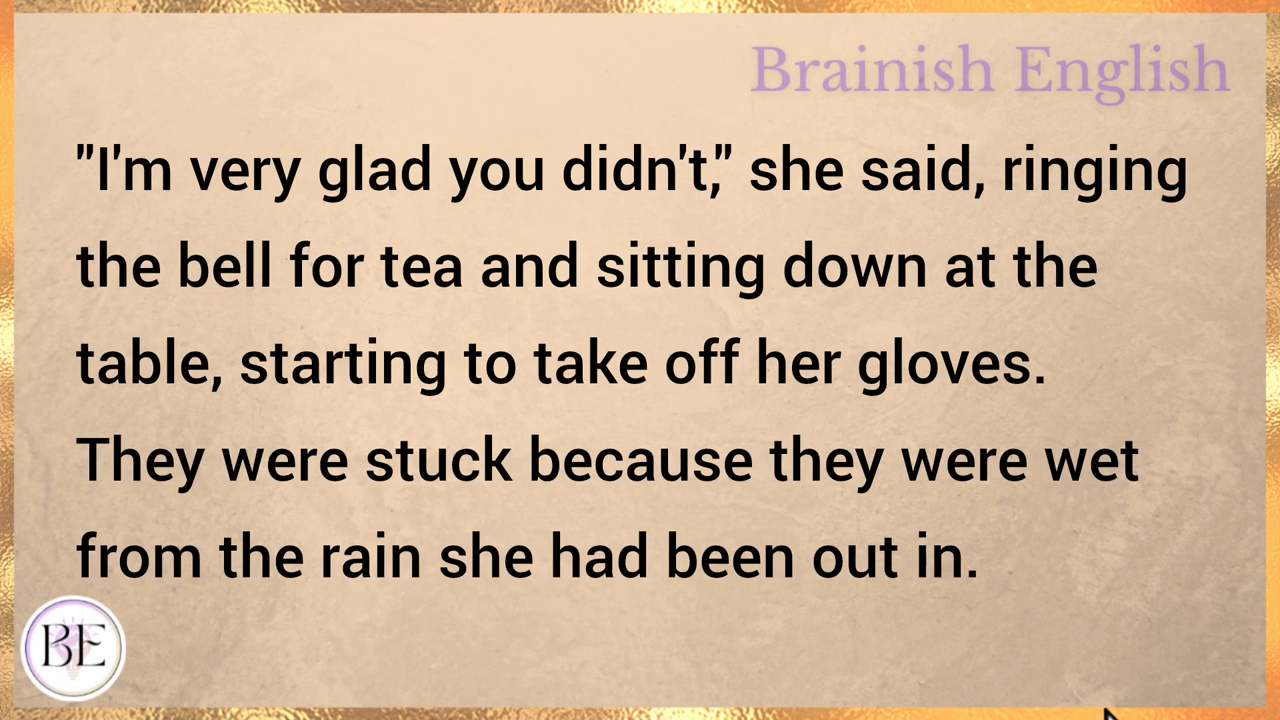 Brainish English
"I'm very glad you didn't," she said, ringing
the bell for tea and sitting down at the
table, starting to take off her gloves.
They were stuck because they were wet
from the rain she had been out in.
BE